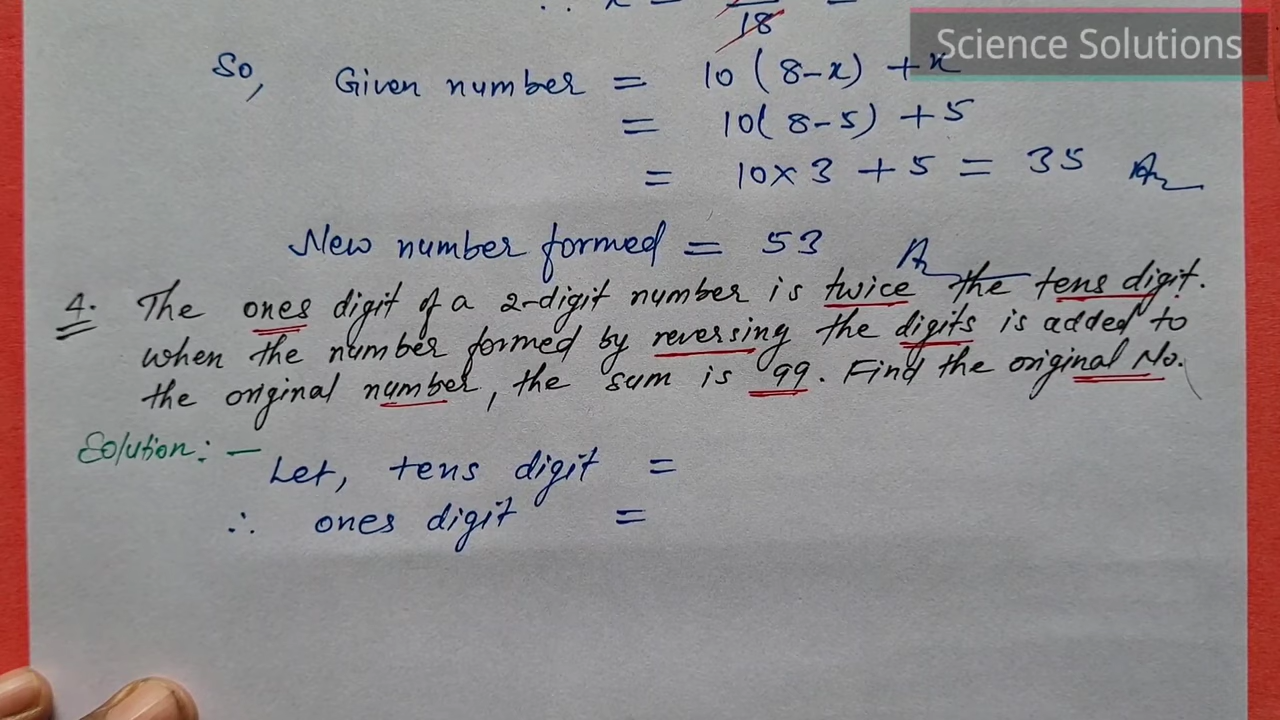 18
Science Solutions
So, Given number = 10(8-x) +x
= 10(8-5) +5
= 10×3 +5 = 35
New number formed = 53
4. The ones digit of a 2-digit number is twice the tens digit.
when the number formed by reversing the digits is added to
the original number, the sum is 99. Find the original No.
Solution:-
Let, tens digit =
∴ ones digit =